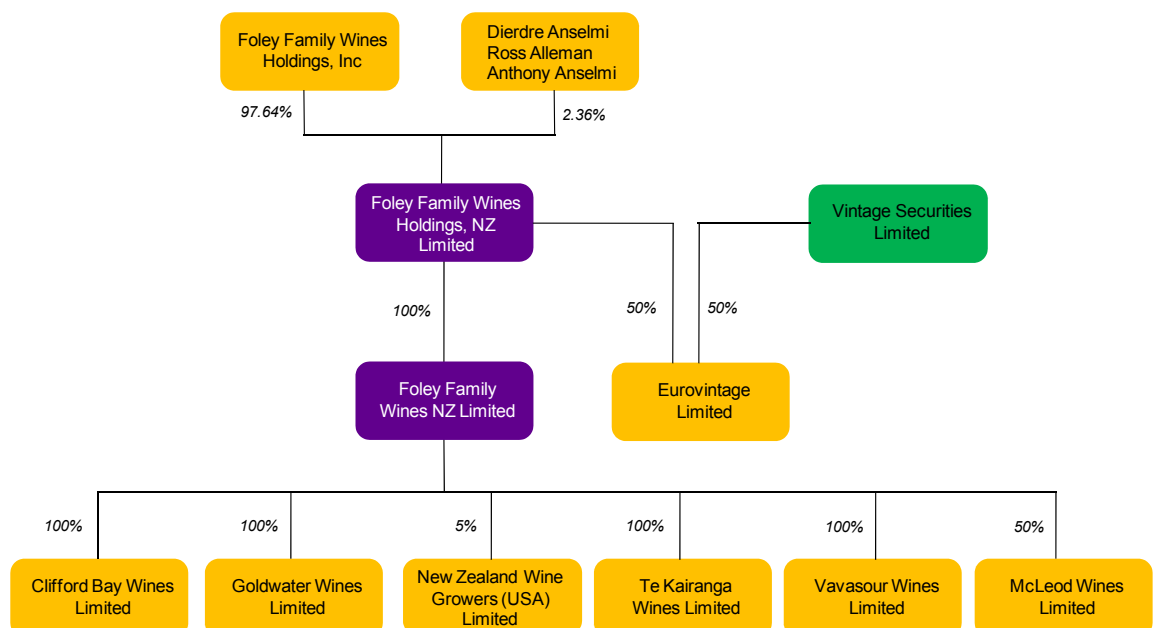 Foley Family Wines
Holdings, Inc
Dierdre Anselmi
Ross Alleman
Anthony Anselmi
97.64%
2.36%
Foley Family Wines
Holdings, NZ
Limited
Vintage Securities
Limited
100%
50%
50%
Foley Family
Wines NZ Limited
Eurovintage
Limited
100%
100%
5%
100%
100%
50%
Clifford Bay Wines
Limited
Goldwater Wines
Limited
New Zealand Wine
Growers (USA)
Limited
Te Kairanga
Wines Limited
Vavasour Wines
Limited
McLeod Wines
Limited